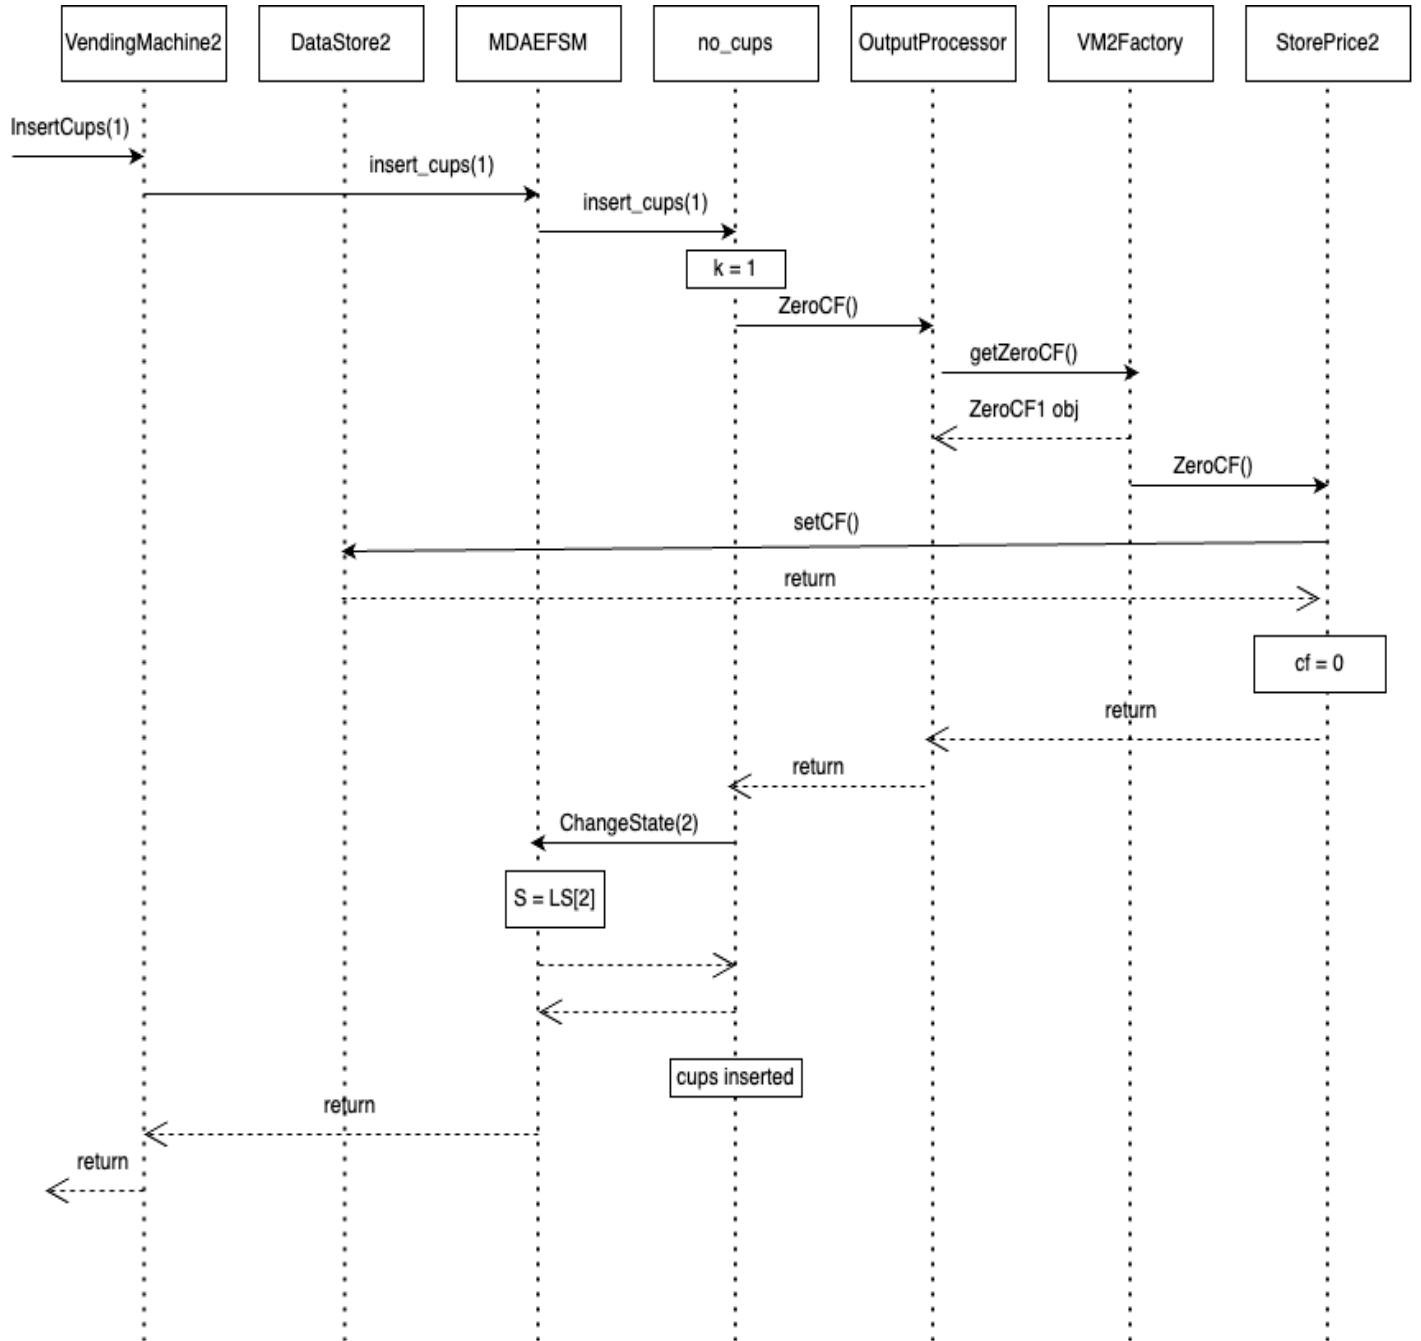 VendingMachine2
DataStore2
MDAEFSM
no_cups
OutputProcessor
VM2Factory
StorePrice2
InsertCups(1)
insert_cups(1)
insert_cups(1)
k = 1
ZeroCF()
getZeroCF()
ZeroCF1 obj
ZeroCF()
setCF()
return
cf = 0
return
return
ChangeState(2)
S = LS[2]
cups inserted
return
return